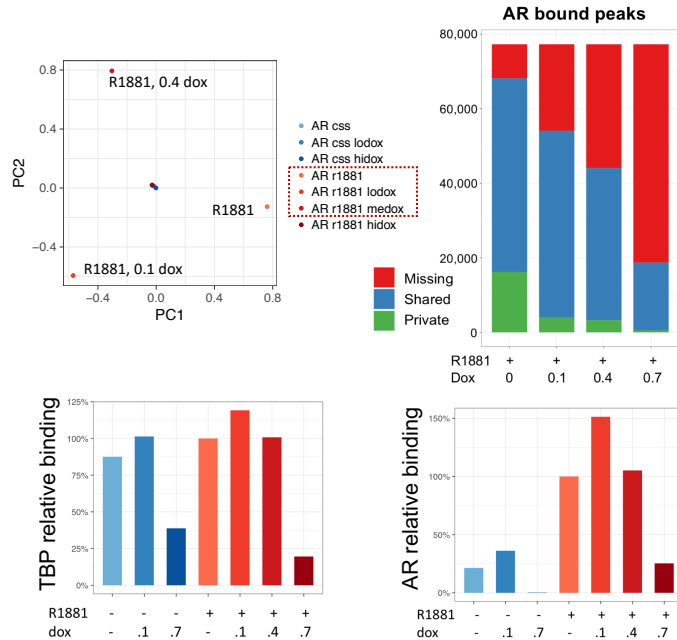 AR bound peaks
80,000
60,000
40,000
20,000
0
Missing
Shared
Private
R1881 + + + +
Dox 0 0.1 0.4 0.7
PC2
0.8
0.4
0.0
−0.4
R1881, 0.4 dox
R1881
R1881, 0.1 dox
−0.4 0.0 0.4 0.8
PC1
AR css
AR css lodox
AR css hidox
AR r1881
AR r1881 lodox
AR r1881 medox
AR r1881 hidox
TBP relative binding
125%
100%
75%
50%
25%
0%
R1881 - - - + + + +
dox - .1 .7 - .1 .4 .7
AR relative binding
150%
100%
50%
0%
R1881 - - - + + + +
dox - .1 .7 - .1 .4 .7